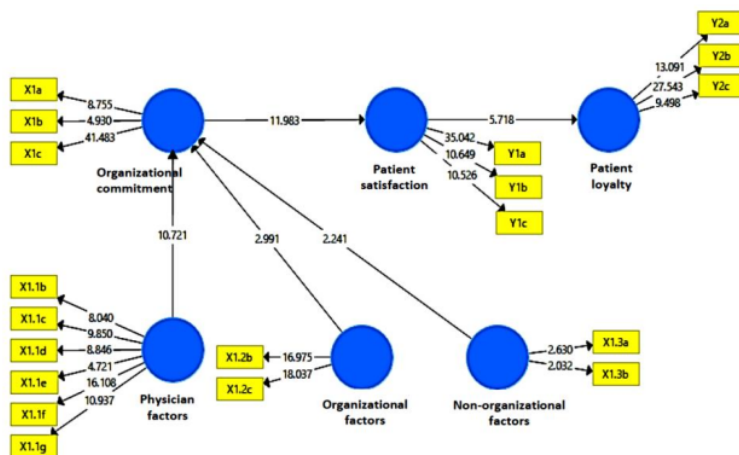 Y2a
Y2b
Y2c
13.091
27.543
9.498
X1a
X1b
X1c
8.755
4.930
41.483
11.983
5.718
Organizational
commitment
Patient
satisfaction
Patient
loyalty
35.042
10.649
10.526
Y1a
Y1b
Y1c
10.721
2.991
2.241
X1.1b
X1.1c
X1.1d
X1.1e
X1.1f
X1.1g
8.040
9.850
8.846
4.721
16.108
10.937
Physician
factors
X1.2b
X1.2c
16.975
18.037
Organizational
factors
2.630
2.032
X1.3a
X1.3b
Non-organizational
factors